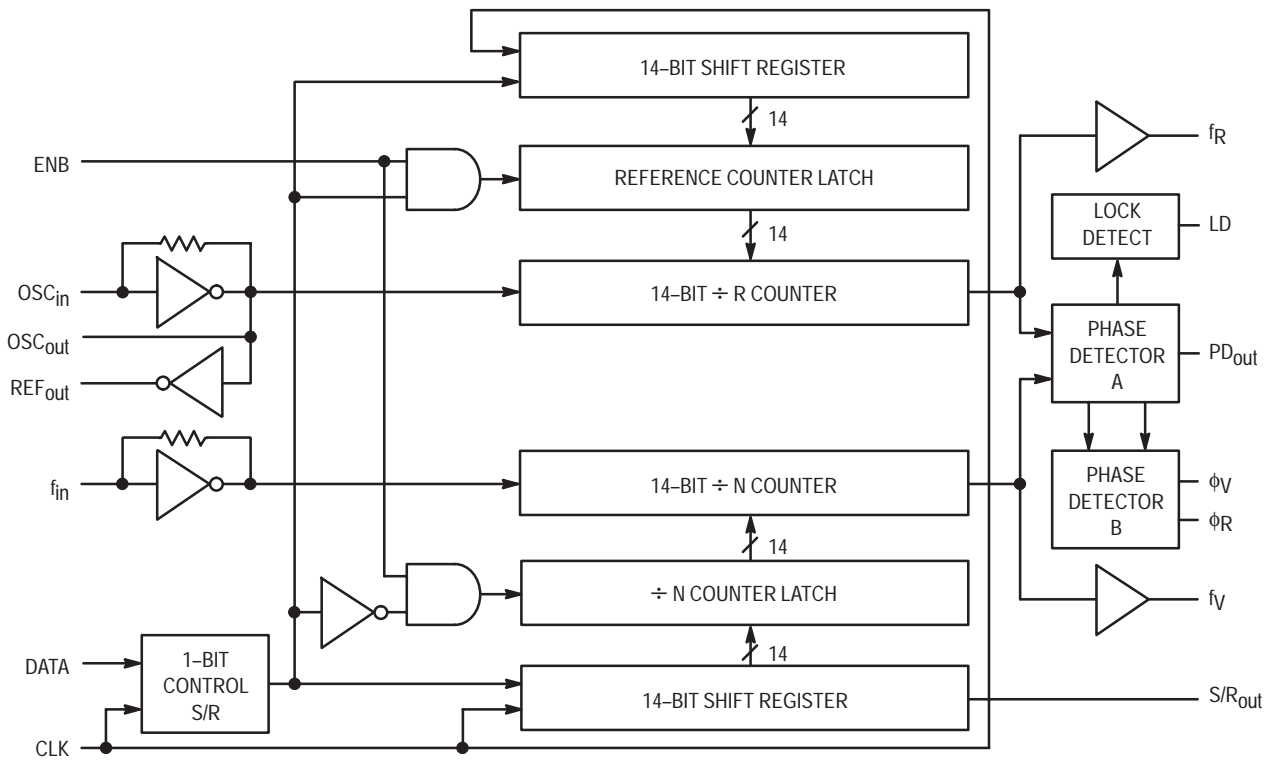 14–BIT SHIFT REGISTER
14
fR
ENB
REFERENCE COUNTER LATCH
LOCK
DETECT
LD
14
OSCin
14–BIT ÷ R COUNTER
OSCout
PHASE
DETECTOR
A
PDout
REFout
fin
14–BIT ÷ N COUNTER
PHASE
DETECTOR
B
ϕV
ϕR
14
÷ N COUNTER LATCH
fV
14
DATA
1–BIT
CONTROL
S/R
14–BIT SHIFT REGISTER
S/Rout
CLK